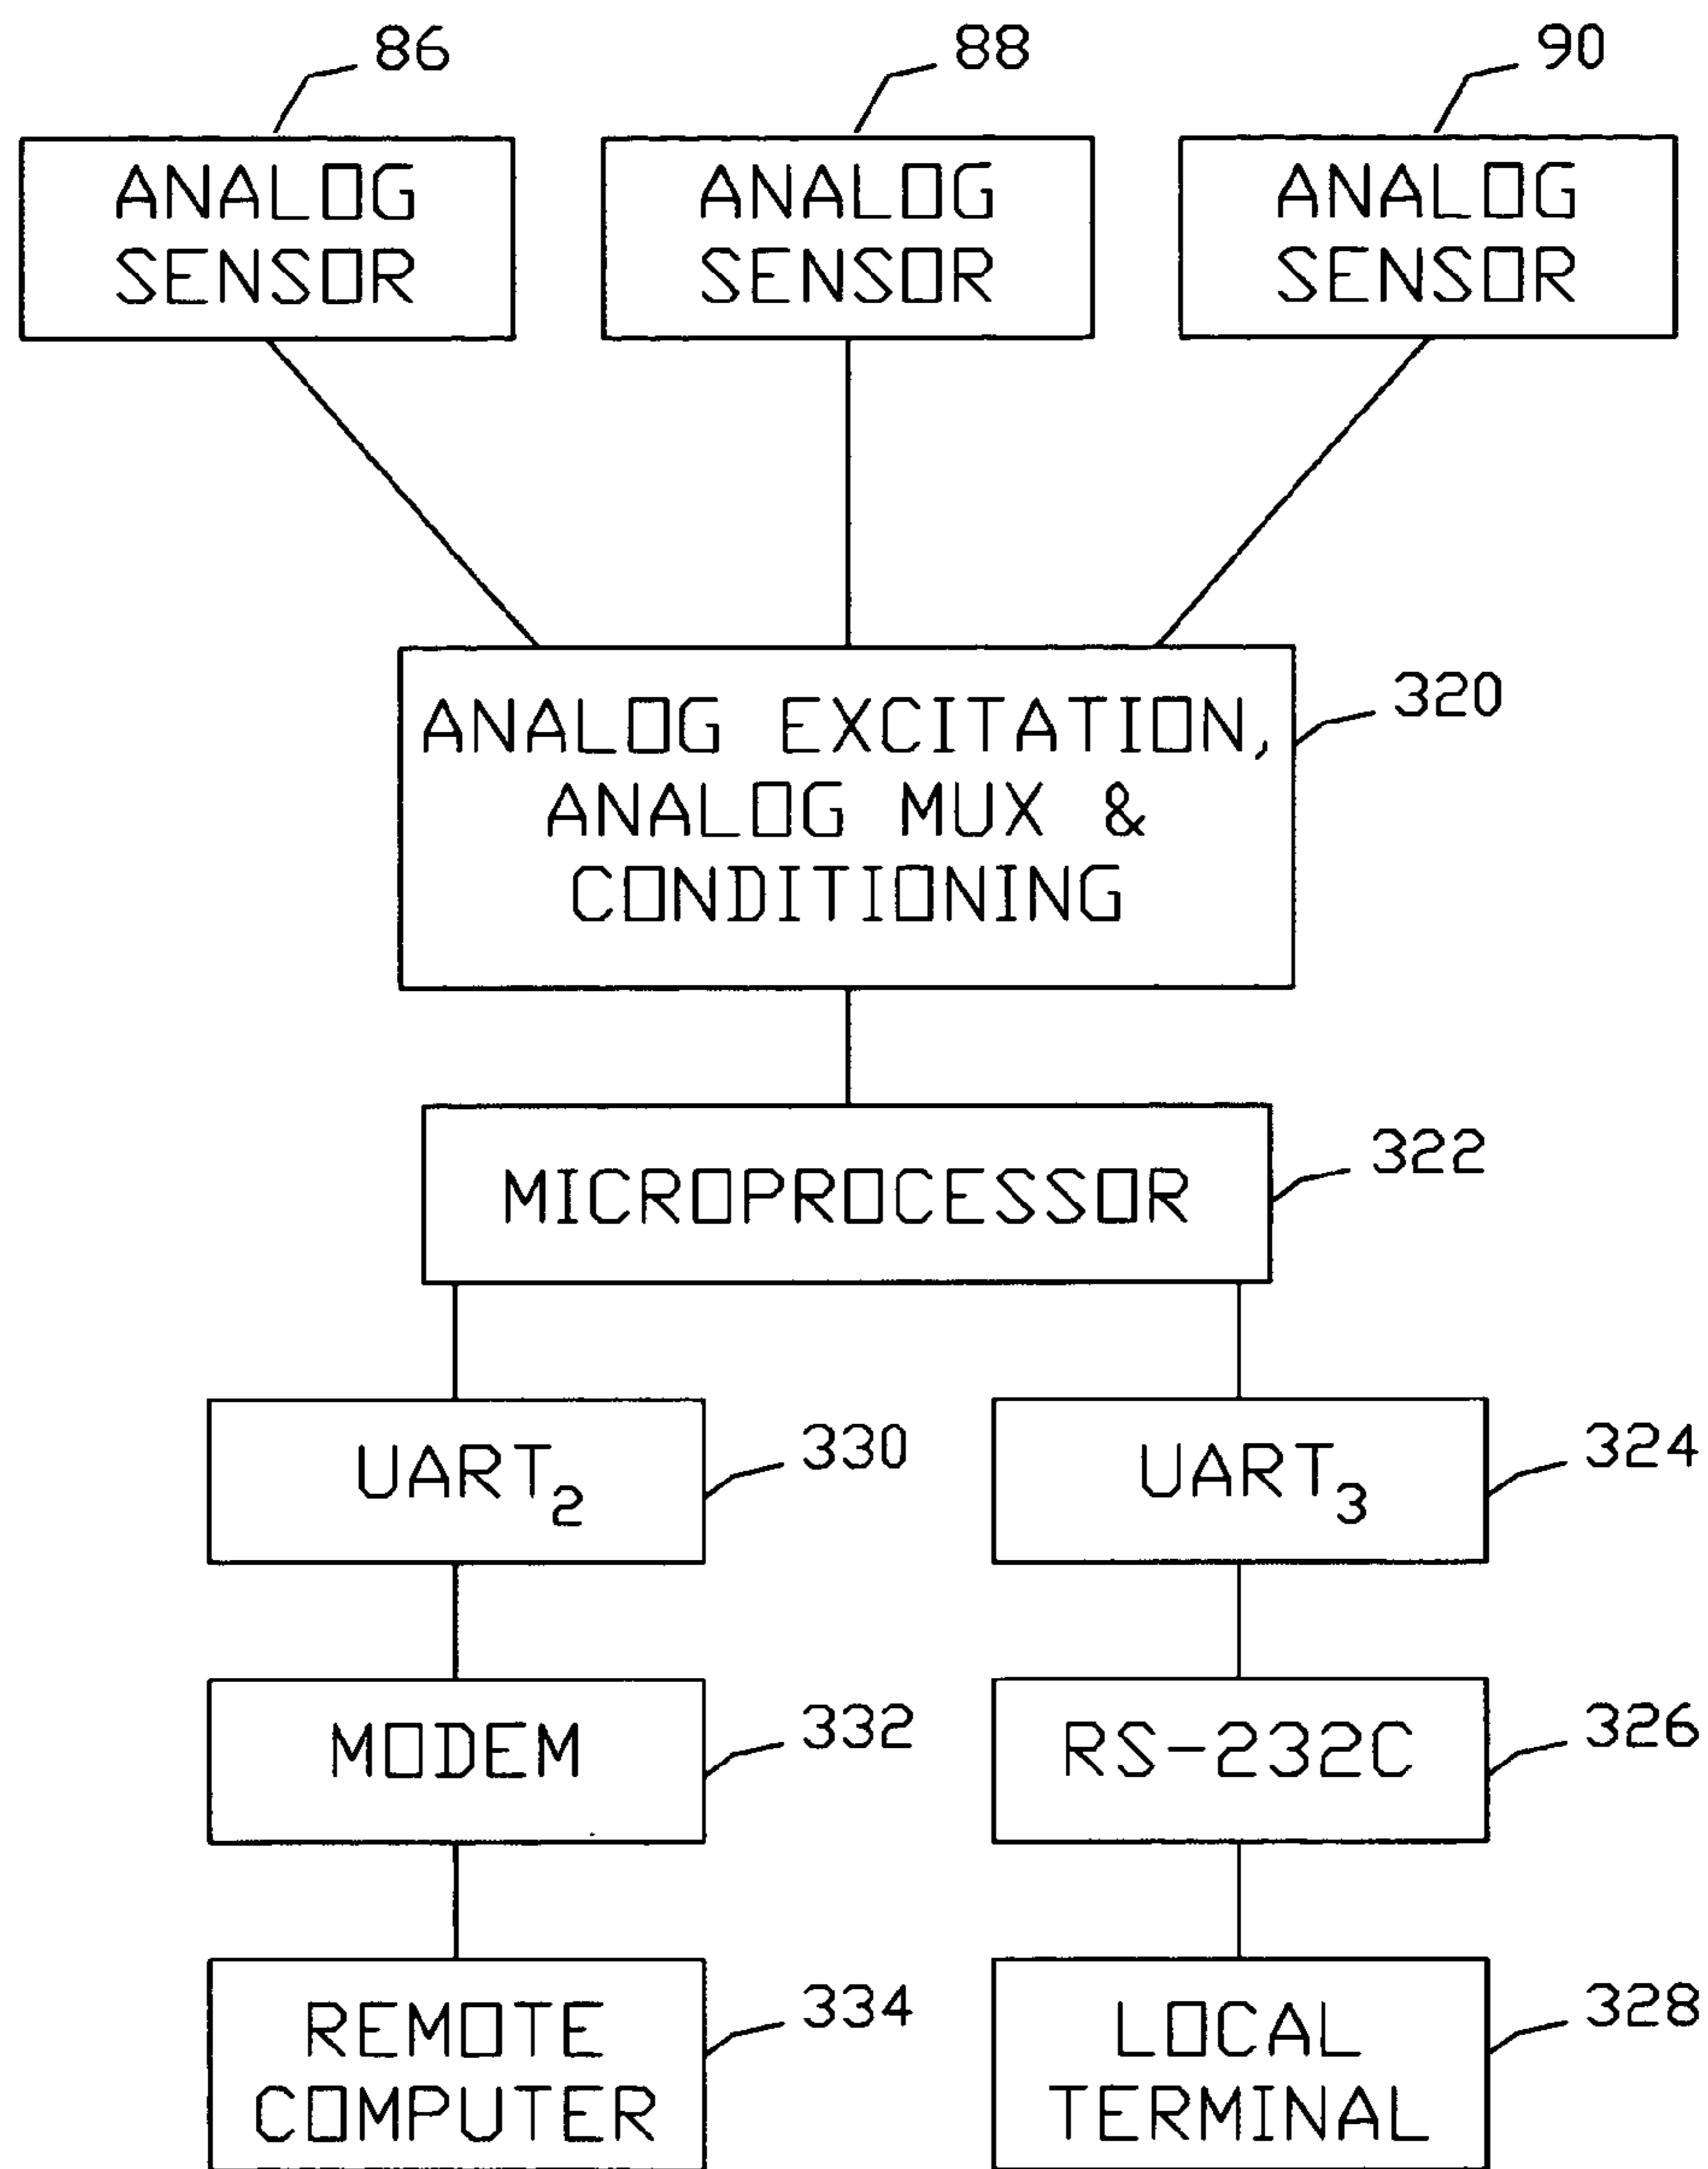 86
88
90
ANALOG
SENSOR
ANALOG
SENSOR
ANALOG
SENSOR
320
ANALOG EXCITATION,
ANALOG MUX &
CONDITIONING
322
MICROPROCESSOR
330
UART2
324
UART3
332
MODEM
326
RS-232C
334
REMOTE
COMPUTER
328
LOCAL
TERMINAL